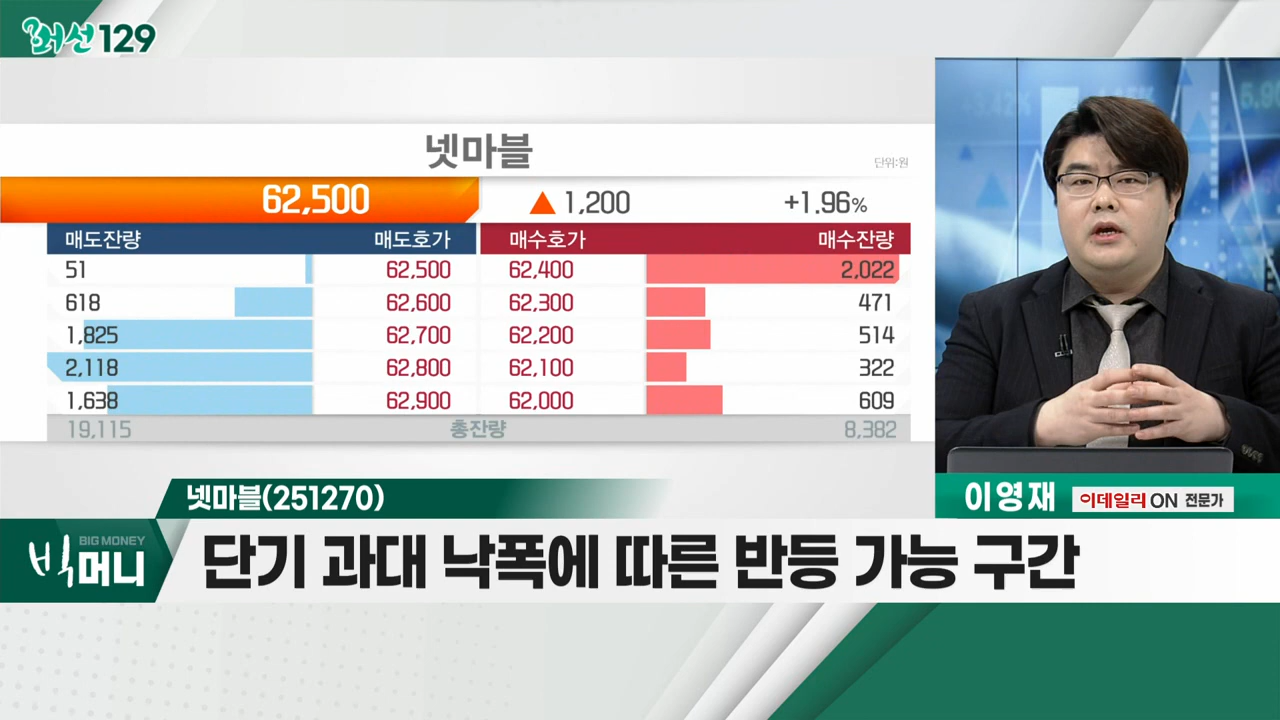 최선129
넷마블
단위:원
62,500 ▲ 1,200 +1.96%
매도잔량 매도호가 매수호가 매수잔량
51 62,500 62,400 2,022
618 62,600 62,300 471
1,825 62,700 62,200 514
2,118 62,800 62,100 322
1,638 62,900 62,000 609
19,115 총잔량 8,382
이영재 이데일리 ON 전문가
넷마블(251270)
빅머니 BIG MONEY
단기 과대 낙폭에 따른 반등 가능 구간